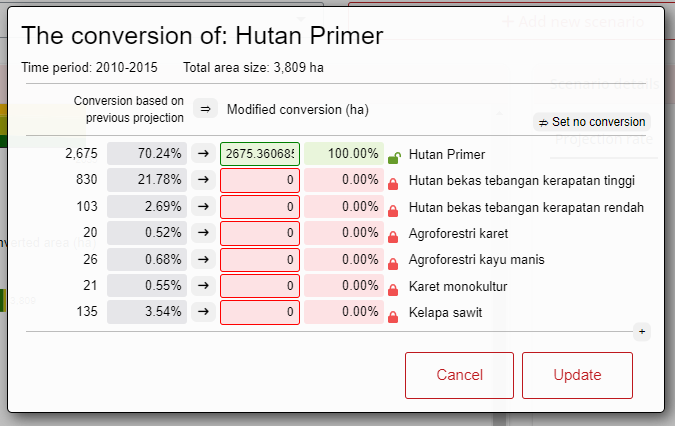 + Add new scenario
The conversion of: Hutan Primer
Time period: 2010-2015 Total area size: 3,809 ha
Scenario details
Conversion based on
previous projection ⇒ Modified conversion (ha)
⇏ Set no conversion
Projection rate
2,675 70.24% → 2675.36068 100.00% Hutan Primer
830 21.78% → 0 0.00% Hutan bekas tebangan kerapatan tinggi
103 2.69% → 0 0.00% Hutan bekas tebangan kerapatan rendah
20 0.52% → 0 0.00% Agroforestri karet
nverted area (ha)
26 0.68% → 0 0.00% Agroforestri kayu manis
21 0.55% → 0 0.00% Karet monokultur
135 3.54% → 0 0.00% Kelapa sawit
+
Cancel Update